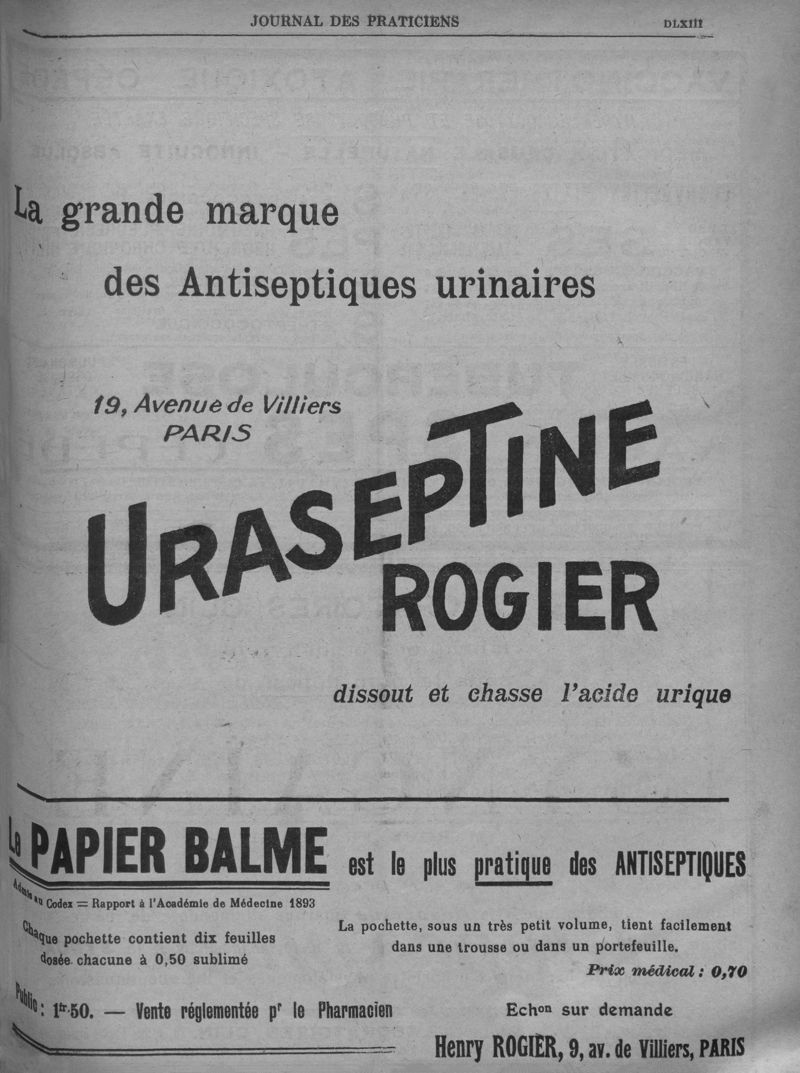 JOURNAL DES PRATICIENS DLXIII
La grande marque
des Antiseptiques urinaires
19, Avenue de Villiers
PARIS
URASEPTINE
ROGIER
dissout et chasse l'acide urique
Le PAPIER BALME est le plus pratique des ANTISEPTIQUES
Admis au Codex = Rapport à l'Académie de Médecine 1893
Chaque pochette contient dix feuilles
dosée chacune à 0,50 sublimé
La pochette, sous un très petit volume, tient facilement
dans une trousse ou dans un portefeuille.
Prix médical : 0,70
Public : 1fr.50. — Vente réglementée pr le Pharmacien
Echon sur demande
Henry ROGIER, 9, av. de Villiers, PARIS